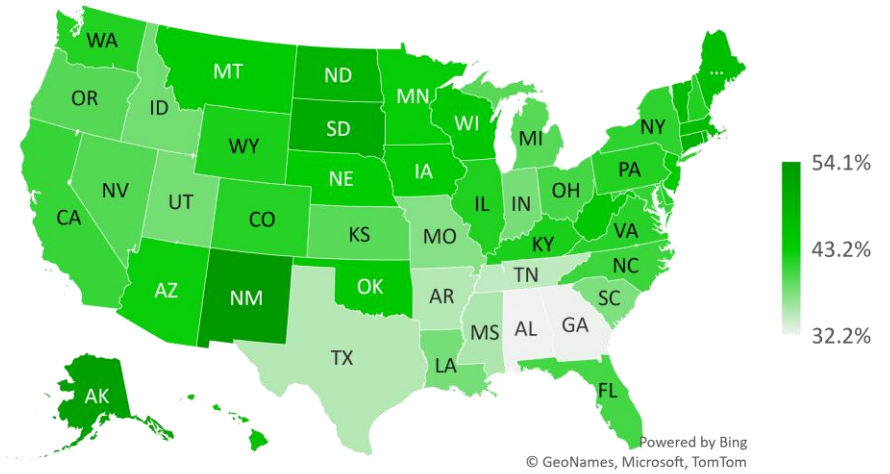 WA
MT
ND
MN
...
OR
ID
SD
WI
MI
NY
WY
NE
IA
PA
54.1%
NV
UT
CO
IL
IN
OH
CA
KS
MO
KY
VA
43.2%
AZ
NM
OK
AR
TN
NC
SC
MS
AL
GA
32.2%
TX
LA
FL
AK
Powered by Bing
© GeoNames, Microsoft, TomTom